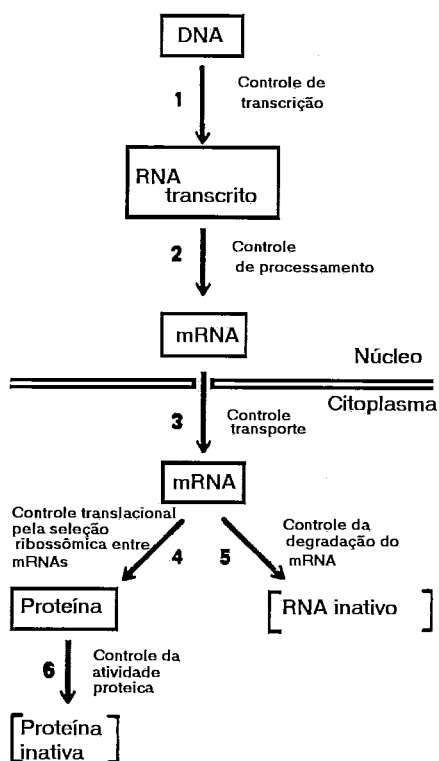 DNA
1
Controle de
transcrição
RNA
transcrito
2
Controle
de processamento
mRNA
Núcleo
Citoplasma
3
Controle
transporte
mRNA
Controle translacional
pela seleção
ribossômica entre
mRNAs
4
5
Controle da
degradação do
mRNA
Proteína
RNA inativo
6
Controle da
atividade
proteica
Proteína
inativa